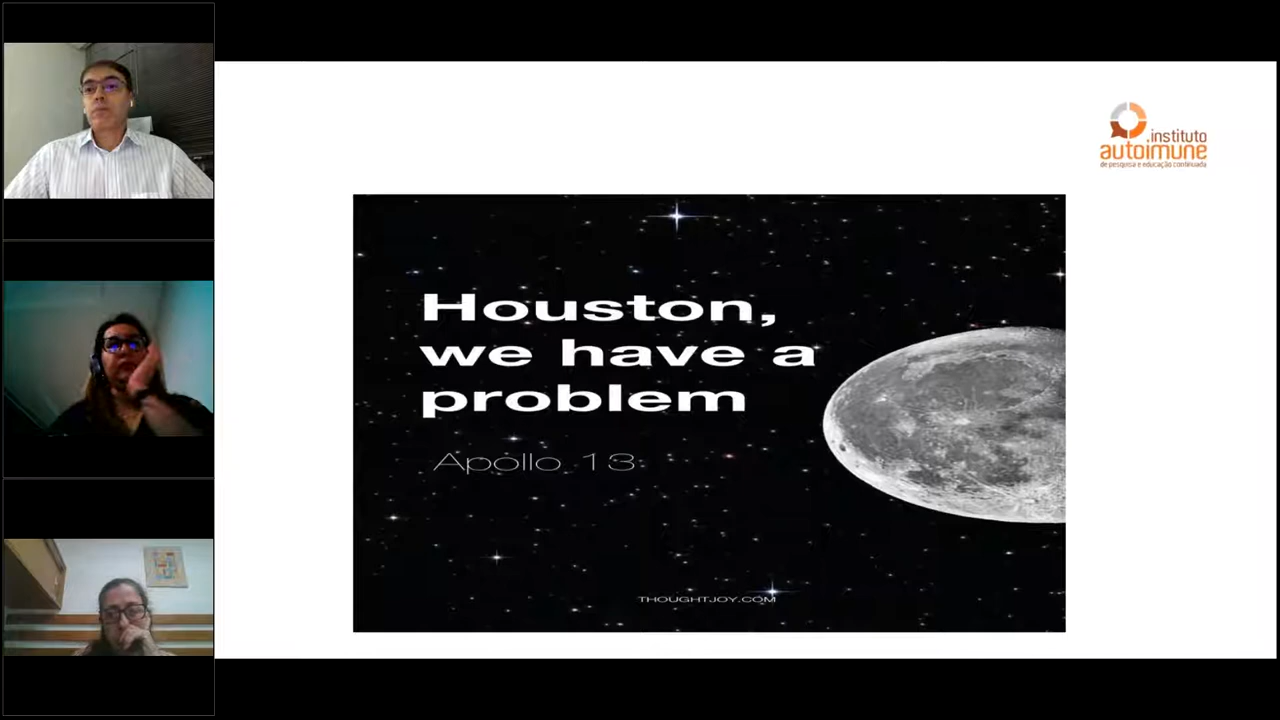 .instituto
autoimune
de pesquisa e educação continuada
Houston,
we have a
problem
Apollo 13
THOUGHTJOY.COM